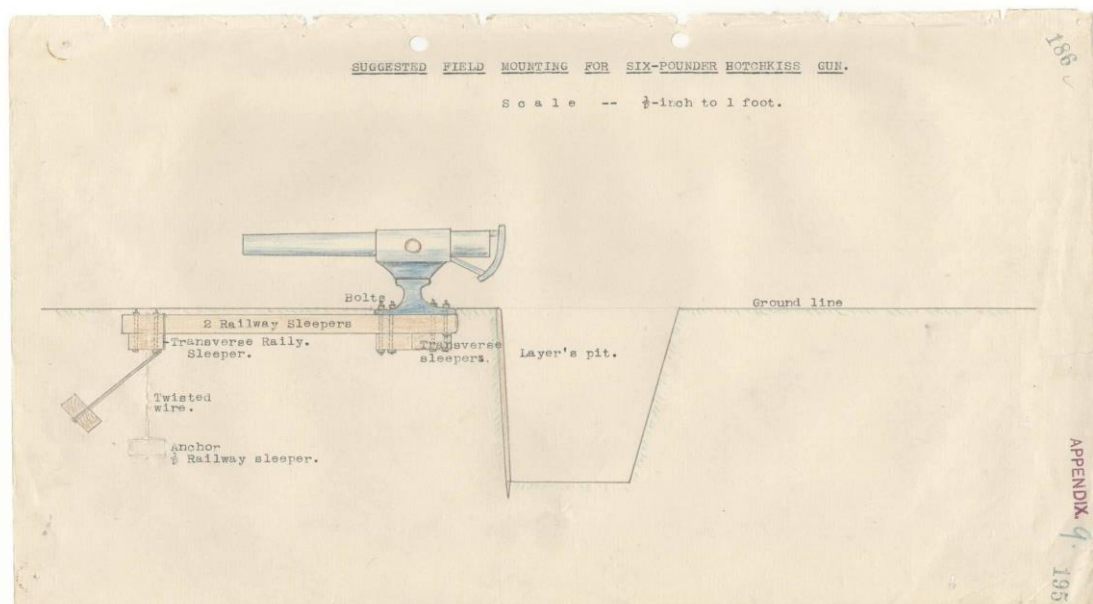 186
SUGGESTED FIELD MOUNTING FOR SIX-POUNDER HOTCHKISS GUN.
Scale -- ½-inch to 1 foot.
Bolts
Ground line
2 Railway Sleepers
Transverse Raily.
Sleeper.
Transverse
sleepers.
Layer's pit.
Twisted
wire.
Anchor
½ Railway sleeper.
APPENDIX. 9.
195